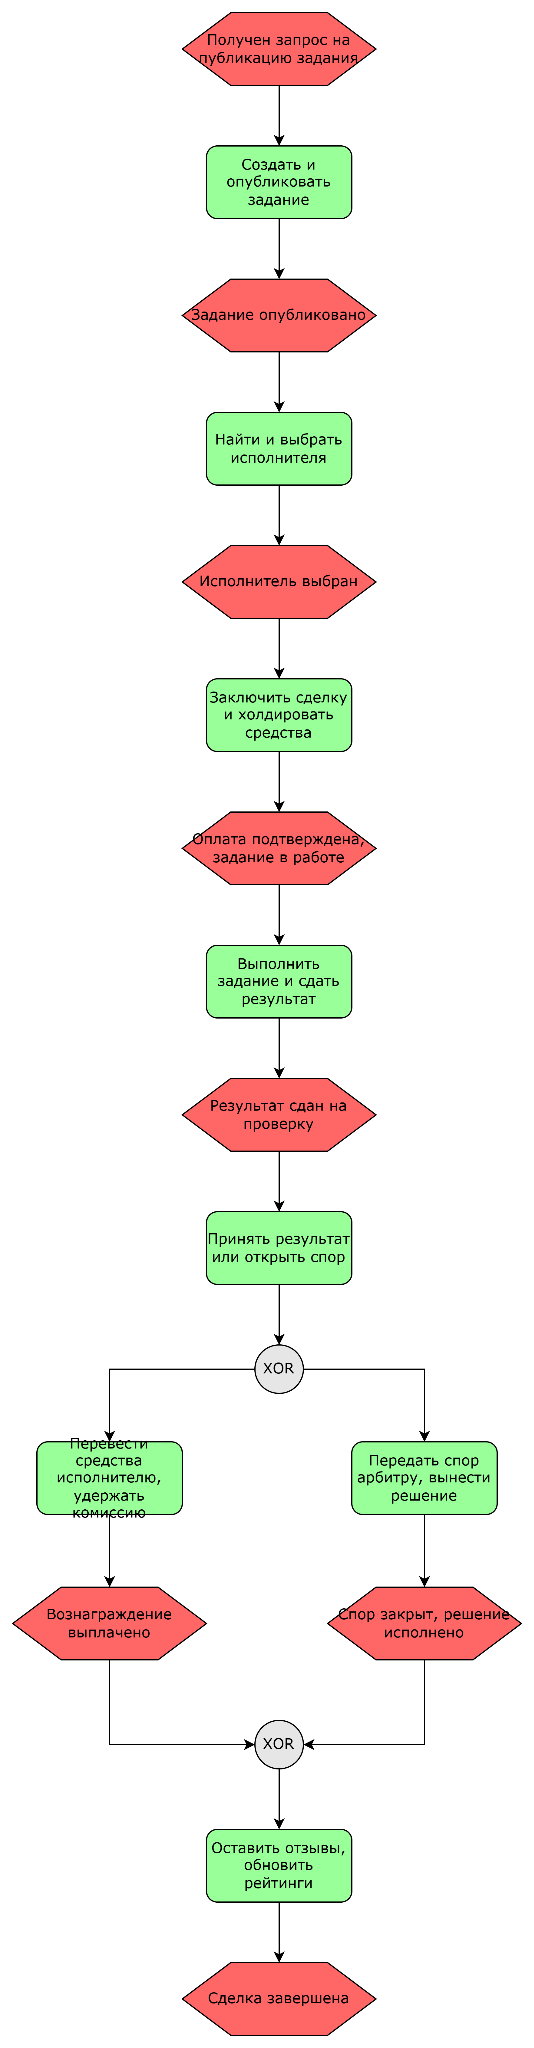 Получен запрос на
публикацию задания
Создать и
опубликовать
задание
Задание опубликовано
Найти и выбрать
исполнителя
Исполнитель выбран
Заключить сделку
и холдировать
средства
Оплата подтверждена,
задание в работе
Выполнить
задание и сдать
результат
Результат сдан на
проверку
Принять результат
или открыть спор
XOR
Перевести
средства
исполнителю,
удержать
комиссию
Передать спор
арбитру, вынести
решение
Вознаграждение
выплачено
Спор закрыт, решение
исполнено
XOR
Оставить отзывы,
обновить
рейтинги
Сделка завершена